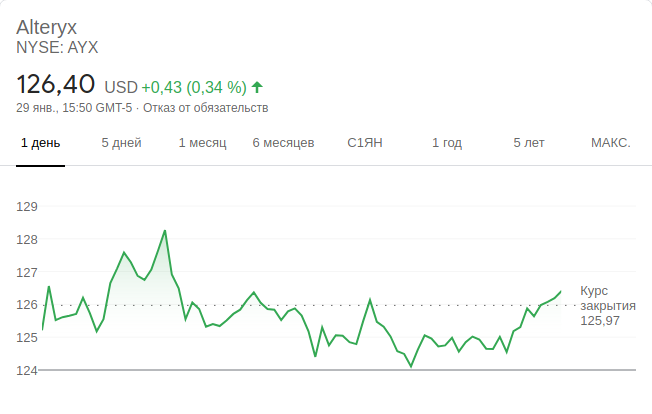 Alteryx
NYSE: AYX
126,40 USD +0,43 (0,34 %)
29 янв., 15:50 GMT-5 · Отказ от обязательств
1 день 5 дней 1 месяц 6 месяцев С1ЯН 1 год 5 лет МАКС.
129
128
127
126
125
124
Курс
закрытия
125,97